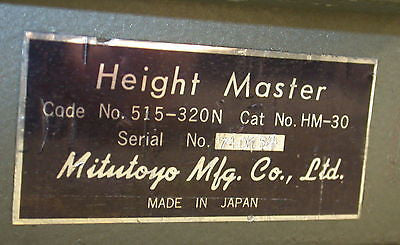 Height Master
Code No. 515-320N Cat No. HM-30
Serial No.
Mitutoyo Mfg. Co., Ltd.
MADE IN JAPAN